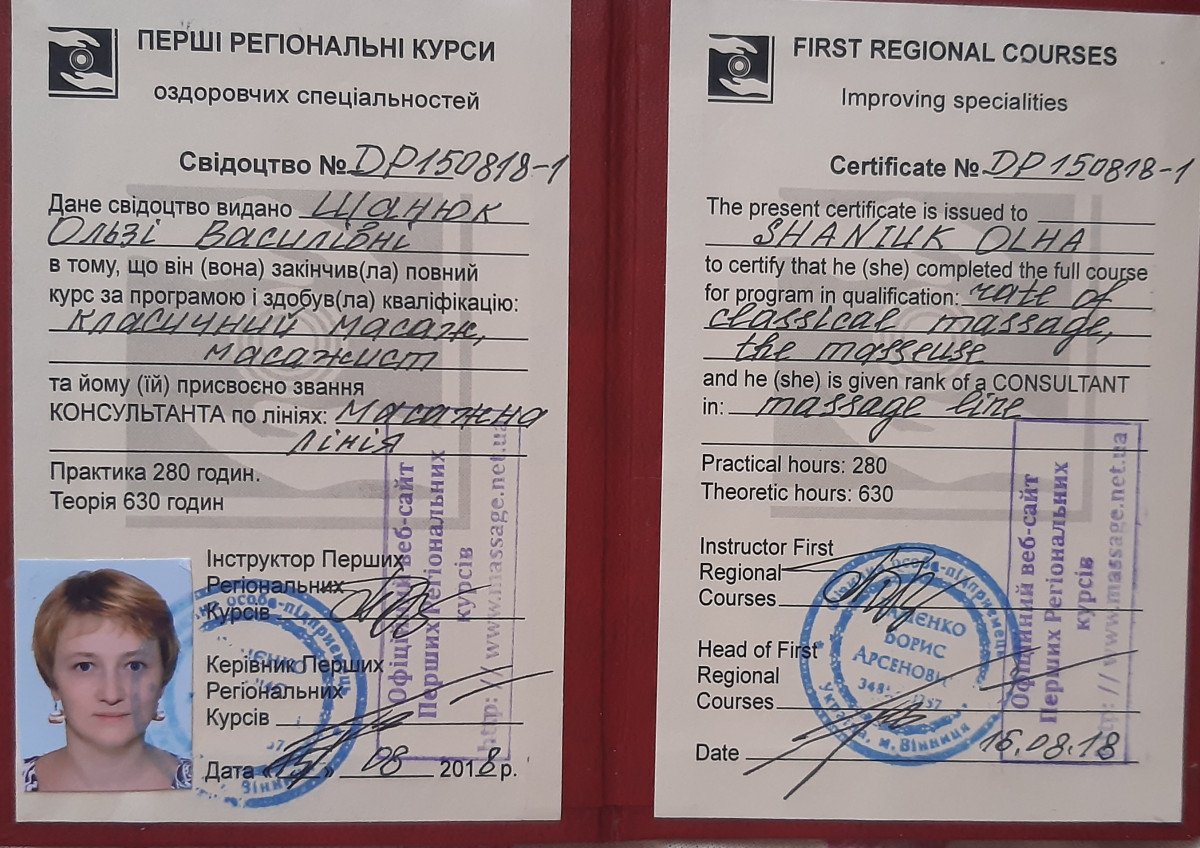 ПЕРШІ РЕГІОНАЛЬНІ КУРСИ
оздоровчих спеціальностей
Свідоцтво № DP150818-1
Дане свідоцтво видано Щанюк
Ользі Василівні
в тому, що він (вона) закінчив(ла) повний
курс за програмою і здобув(ла) кваліфікацію:
класичний масаж,
масажист
та йому (їй) присвоєно звання
КОНСУЛЬТАНТА по лініях: Масажна
лінія
Практика 280 годин.
Теорія 630 годин
Інструктор Перших
Регіональних
Курсів
Керівник Перших
Регіональних
Курсів
Дата « » 08 2018р.
Офіційний веб-сайт
Перших Регіональних
курсів
http://www.massage.net.ua
FIRST REGIONAL COURSES
Improving specialities
Certificate № DP150818-1
The present certificate is issued to
SHANIUK OLHA
to certify that he (she) completed the full course
for program in qualification: rate of
classical massage,
the masseuse
and he (she) is given rank of a CONSULTANT
in: massage line
Practical hours: 280
Theoretic hours: 630
Instructor First
Regional
Courses
Head of First
Regional
Courses
Date 16.08.18
Офіційний веб-сайт
Перших Регіональних
курсів
http://www.massage.net.ua
БОРИС
Україна, м. Вінниця